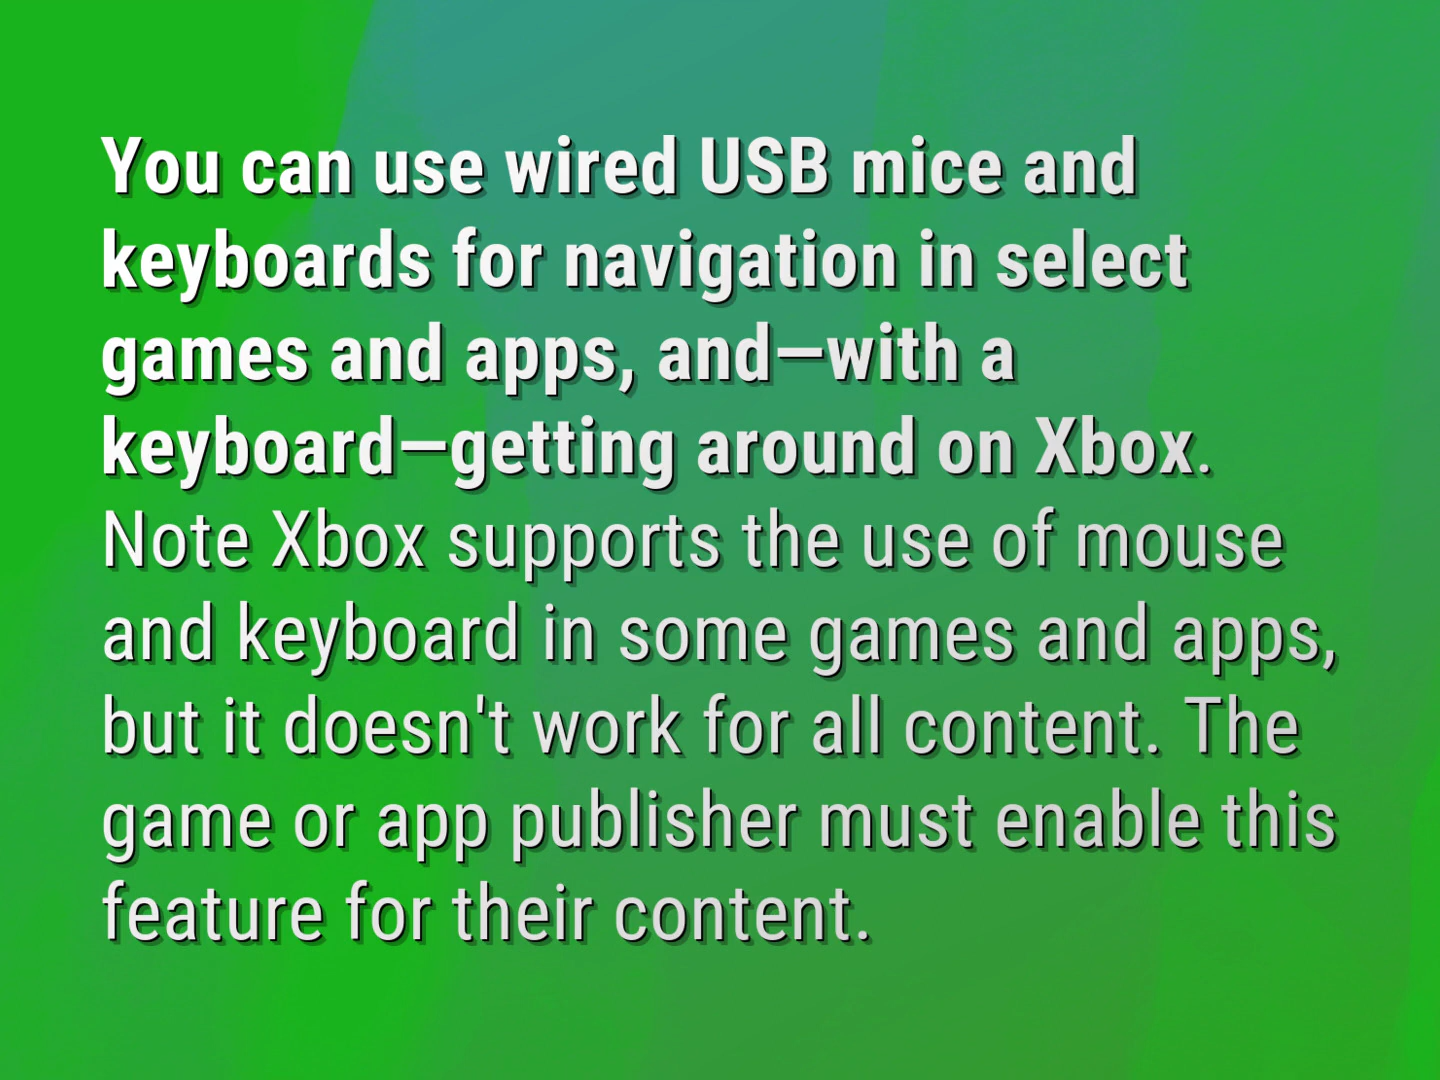 You can use wired USB mice and
keyboards for navigation in select
games and apps, and—with a
keyboard—getting around on Xbox.
Note Xbox supports the use of mouse
and keyboard in some games and apps,
but it doesn't work for all content. The
game or app publisher must enable this
feature for their content.